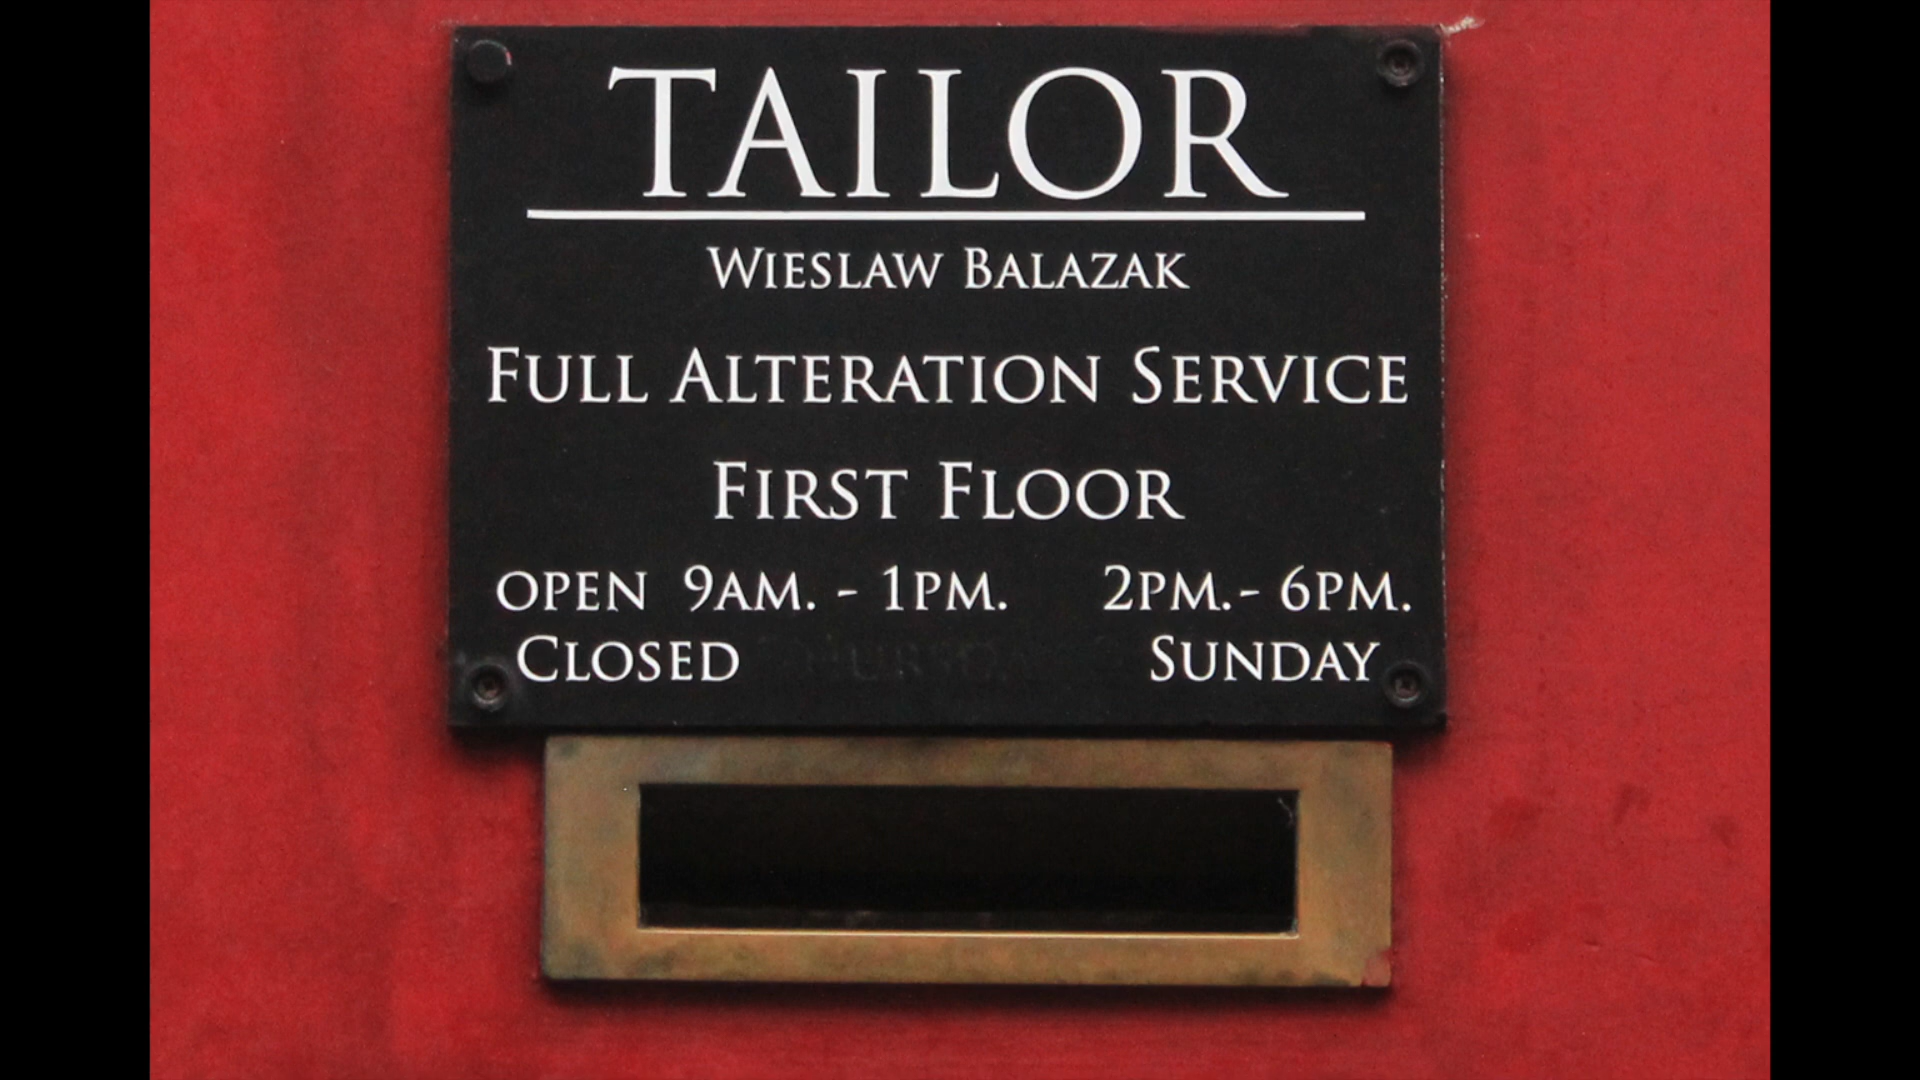 TAILOR
WIESLAW BALAZAK
FULL ALTERATION SERVICE
FIRST FLOOR
OPEN 9AM. - 1PM. 2PM.- 6PM.
CLOSED SUNDAY